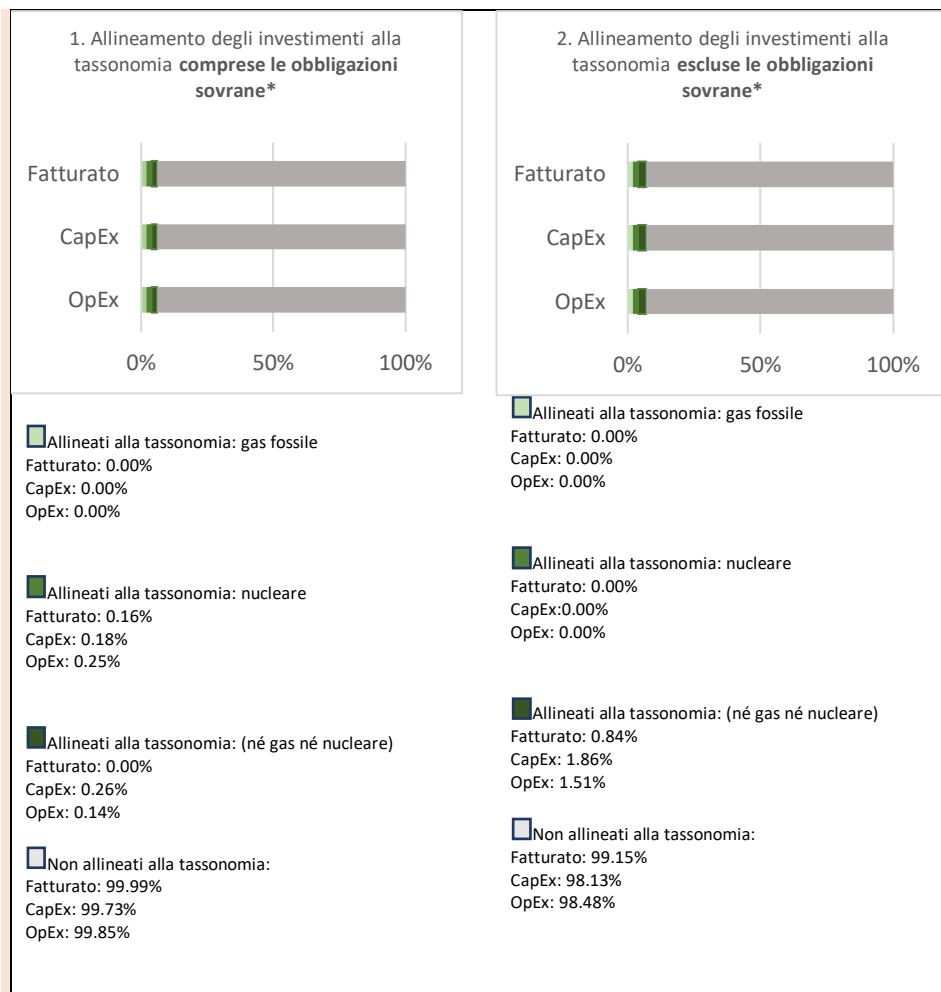 1. Allineamento degli investimenti alla
tassonomia comprese le obbligazioni
sovrane*
Fatturato
CapEx
OpEx
0%
50%
100%
Allineati alla tassonomia: gas fossile
Fatturato: 0.00%
CapEx: 0.00%
OpEx: 0.00%
Allineati alla tassonomia: nucleare
Fatturato: 0.16%
CapEx: 0.18%
OpEx: 0.25%
Allineati alla tassonomia: (né gas né nucleare)
Fatturato: 0.00%
CapEx: 0.26%
OpEx: 0.14%
Non allineati alla tassonomia:
Fatturato: 99.99%
CapEx: 99.73%
OpEx: 99.85%
2. Allineamento degli investimenti alla
tassonomia escluse le obbligazioni
sovrane*
Fatturato
CapEx
OpEx
0%
50%
100%
Allineati alla tassonomia: gas fossile
Fatturato: 0.00%
CapEx: 0.00%
OpEx: 0.00%
Allineati alla tassonomia: nucleare
Fatturato: 0.00%
CapEx:0.00%
OpEx: 0.00%
Allineati alla tassonomia: (né gas né nucleare)
Fatturato: 0.84%
CapEx: 1.86%
OpEx: 1.51%
Non allineati alla tassonomia:
Fatturato: 99.15%
CapEx: 98.13%
OpEx: 98.48%